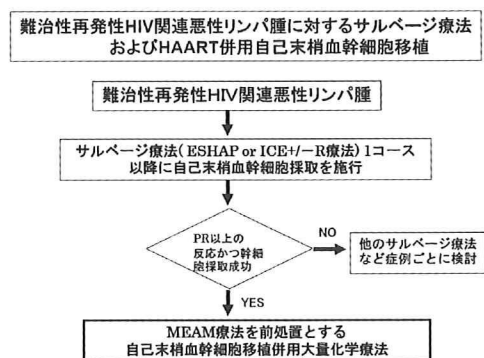 難治性再発性HIV関連悪性リンパ腫に対するサルベージ療法
およびHAART併用自己末梢血幹細胞移植
難治性再発性HIV関連悪性リンパ腫
サルベージ療法( ESHAP or ICE+/-R療法) 1コース
以降に自己末梢血幹細胞採取を施行
PR以上の
反応かつ幹細
胞採取成功
NO
他のサルベージ療法
など症例ごとに検討
YES
MEAM療法を前処置とする
自己末梢血幹細胞移植併用大量化学療法